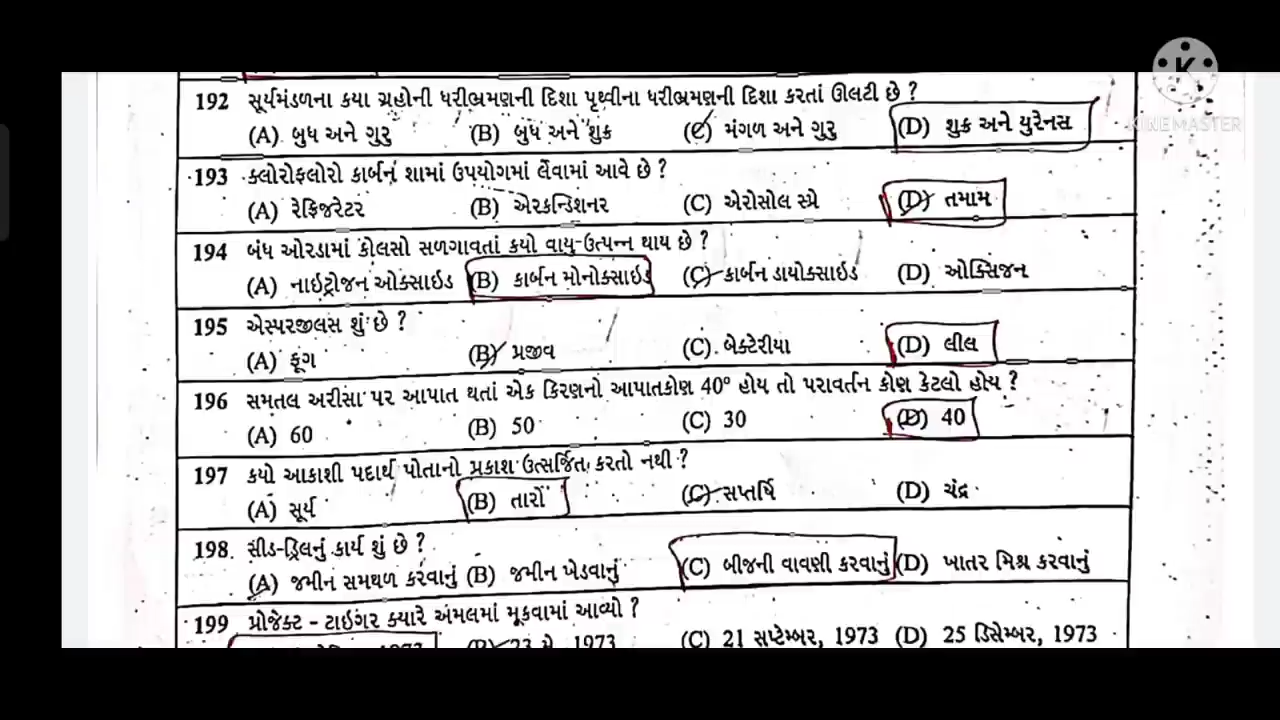 KINEMASTER
192 સૂર્યમંડળના કયા ગ્રહોની ધરીભ્રમણની દિશા પૃથ્વીના ધરીભ્રમણની દિશા કરતાં ઊલટી છે ?
(A) બુધ અને ગુરુ (B) બુધ અને શુક્ર (C) મંગળ અને ગુરુ (D) શુક્ર અને યુરેનસ
193 ક્લોરોફ્લોરો કાર્બન શામાં ઉપયોગમાં લેવામાં આવે છે ?
(A) રેફ્રિજરેટર (B) એરકન્ડિશનર (C) એરોસોલ સ્પ્રે (D) તમામ
194 બંધ ઓરડામાં કોલસો સળગાવતાં કયો વાયુ-ઉત્પન્ન થાય છે ?
(A) નાઇટ્રોજન ઓક્સાઇડ (B) કાર્બન મોનોક્સાઇડ (C) કાર્બન ડાયોક્સાઇડ (D) ઓક્સિજન
195 એસ્પરજીલસ શું છે ?
(A) ફૂગ (B) પ્રજીવ (C) બેક્ટેરીયા (D) લીલ
196 સમતલ અરીસા પર આપાત થતાં એક કિરણનો આપાતકોણ 40° હોય તો પરાવર્તન કોણ કેટલો હોય ?
(A) 60 (B) 50 (C) 30 (D) 40
197 કયો આકાશી પદાર્થ પોતાનો પ્રકાશ ઉત્સર્જિત કરતો નથી ?
(A) સૂર્ય (B) તારો (C) સપ્તર્ષિ (D) ચંદ્ર
198. સીડ-ડ્રિલનું કાર્ય શું છે ?
(A) જમીન સમથળ કરવાનું (B) જમીન ખેડવાનું (C) બીજની વાવણી કરવાનું (D) ખાતર મિશ્ર કરવાનું
199 પ્રોજેક્ટ - ટાઇગર ક્યારે અંમલમાં મૂકવામાં આવ્યો ?
1973 (B) 23 મે, 1973 (C) 21 સપ્ટેમ્બર, 1973 (D) 25 ડિસેમ્બર, 1973